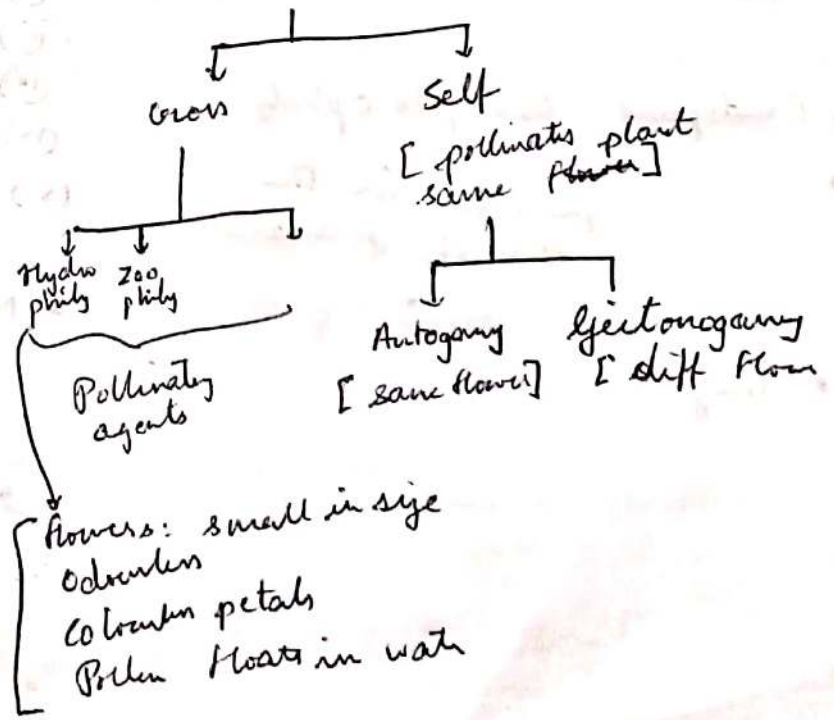 Cross
Self
[ pollinates plant
same flower ]
Hydro
phily
Zoo
phily
Pollinating
agents
Autogamy
[ same flower ]
Geitonogamy
[ diff flower
flowers: small in size
Odourless
Colourless petals
Pollen floats in water